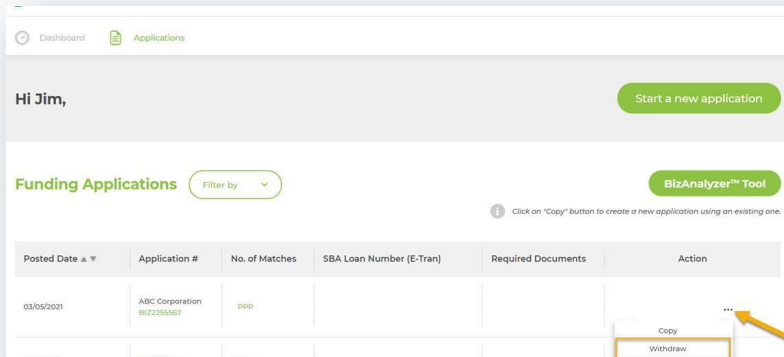 Dashboard Applications
Hi Jim,
Start a new application
Funding Applications Filter by
BizAnalyzer™ Tool
i Click on "Copy" button to create a new application using an existing one.
Posted Date Application # No. of Matches SBA Loan Number (E-Tran) Required Documents Action
ABC Corporation
03/05/2021 PPP ...
BIZ2255567
Copy
Withdraw